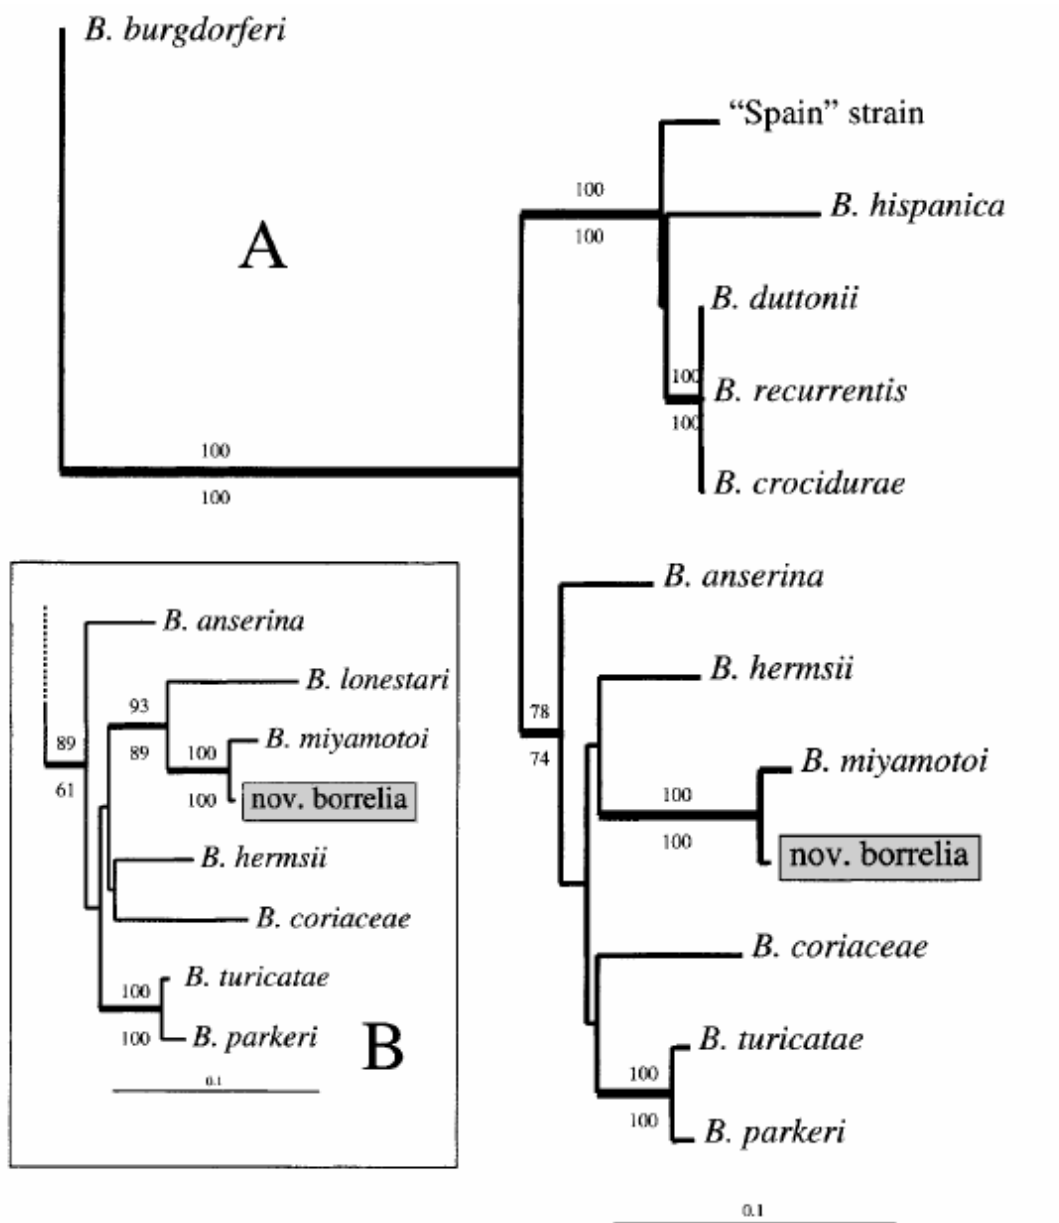 B. burgdorferi
"Spain" strain
100
B. hispanica
A
100
B. duttonii
100
B. recurrentis
100
100
B. crocidurae
100
B. anserina
B. anserina
B. hermsii
B. lonestari
93
78
B. miyamotoi
89
89
100
74
B. miyamotoi
61
100
nov. borrelia
100
100
nov. borrelia
B. hermsii
B. coriaceae
B. coriaceae
B. turicatae
100
B. turicatae
100
B. parkeri
B
100
100
B. parkeri
0.1
0.1